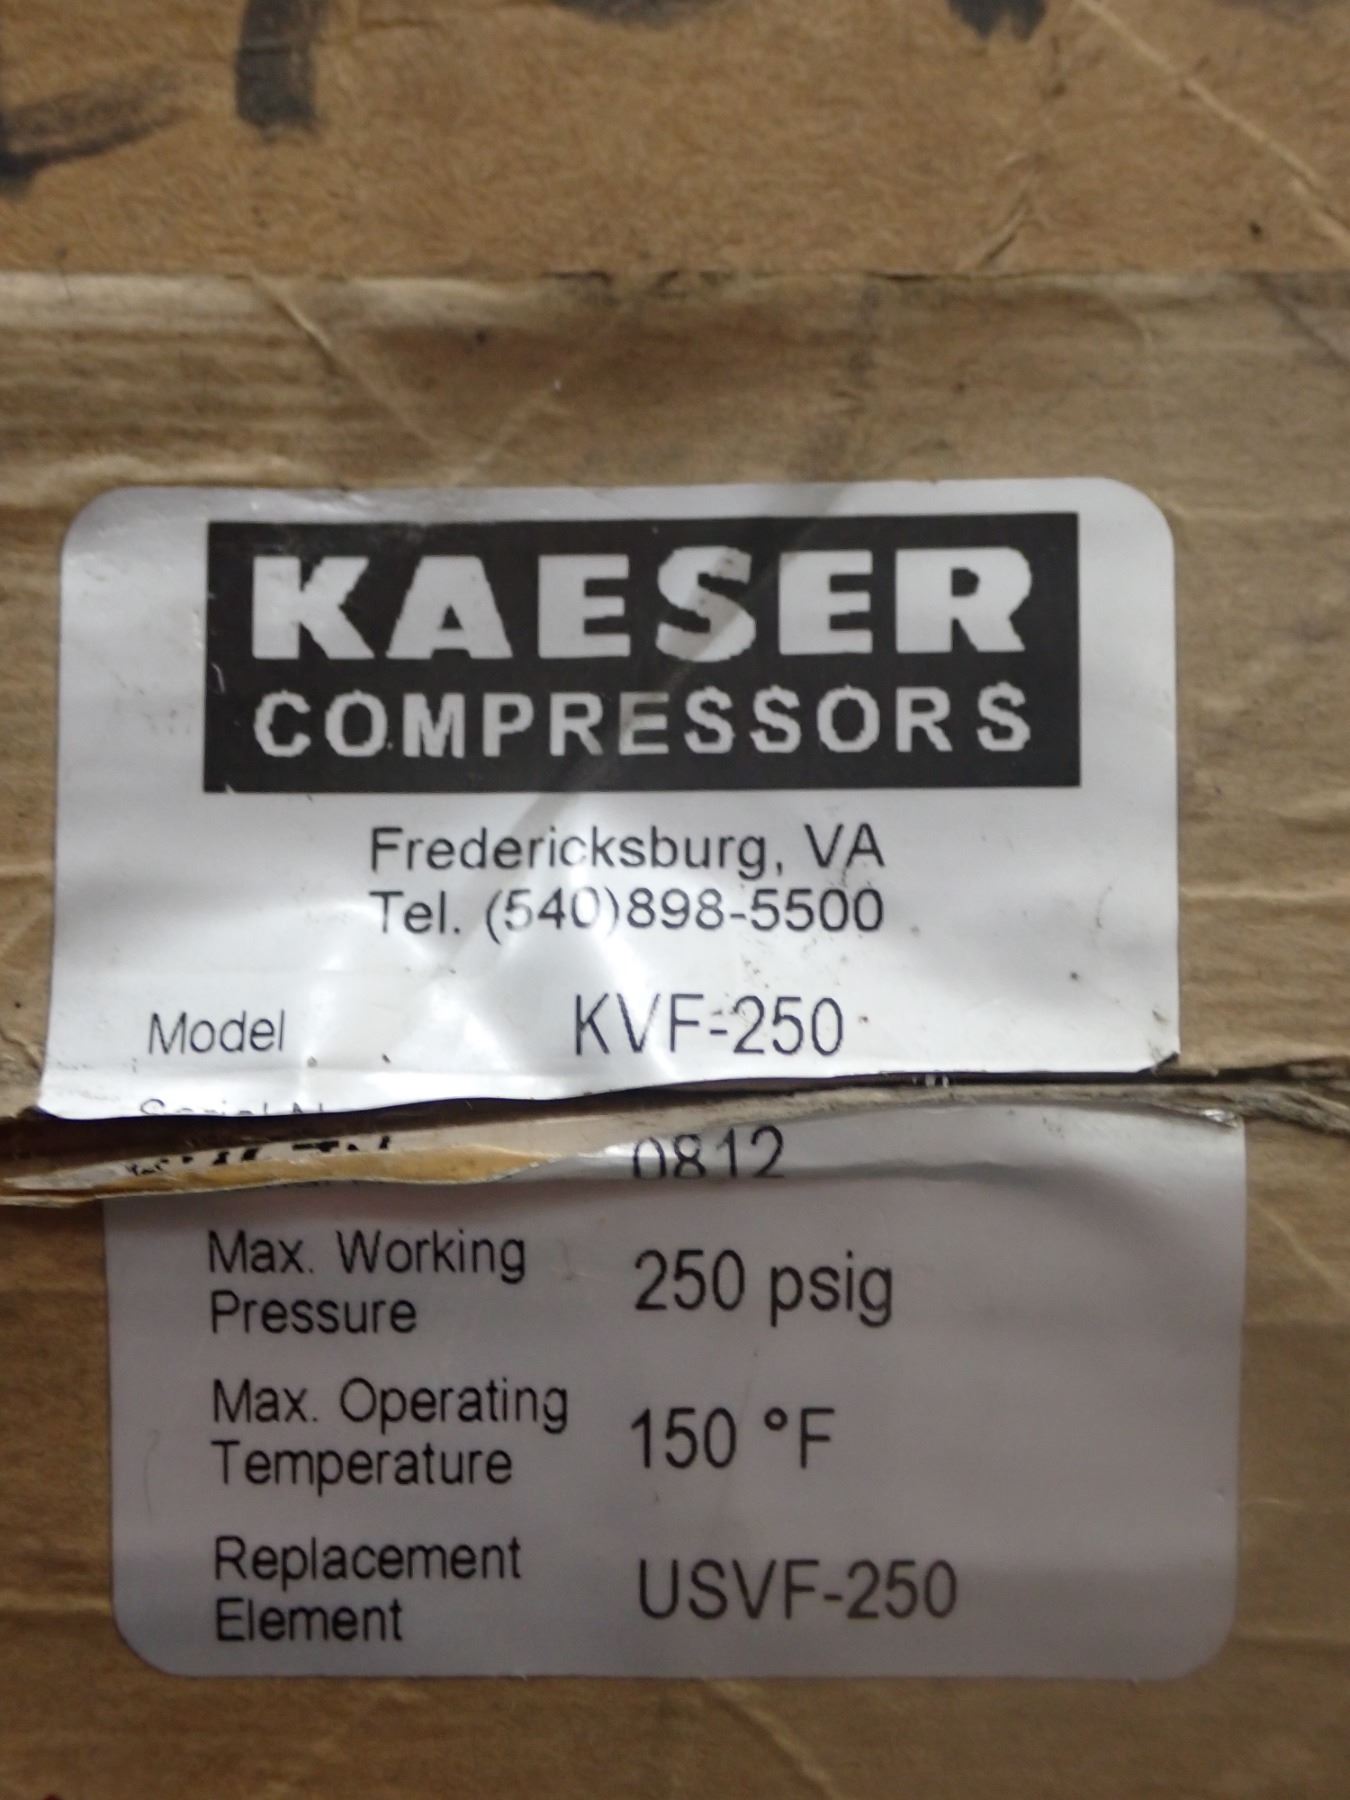 KAESER
COMPRESSORS
Fredericksburg, VA
Tel. (540)898-5500
Model KVF-250
0812
Max. Working
Pressure
250 psig
Max. Operating
Temperature
150 °F
Replacement
Element
USVF-250